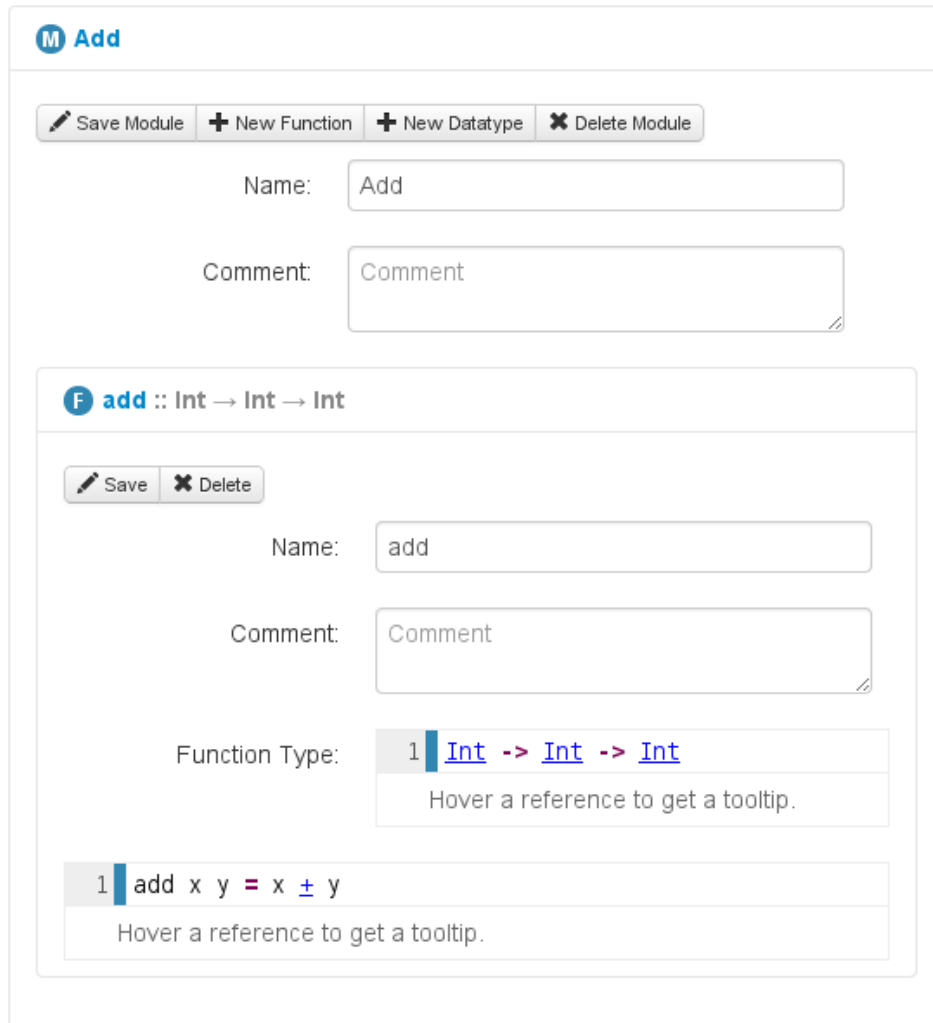 M Add
Save Module New Function New Datatype Delete Module
Name: Add
Comment: Comment
F add :: Int → Int → Int
Save Delete
Name: add
Comment: Comment
Function Type: 1 Int -> Int -> Int
Hover a reference to get a tooltip.
1 add x y = x + y
Hover a reference to get a tooltip.